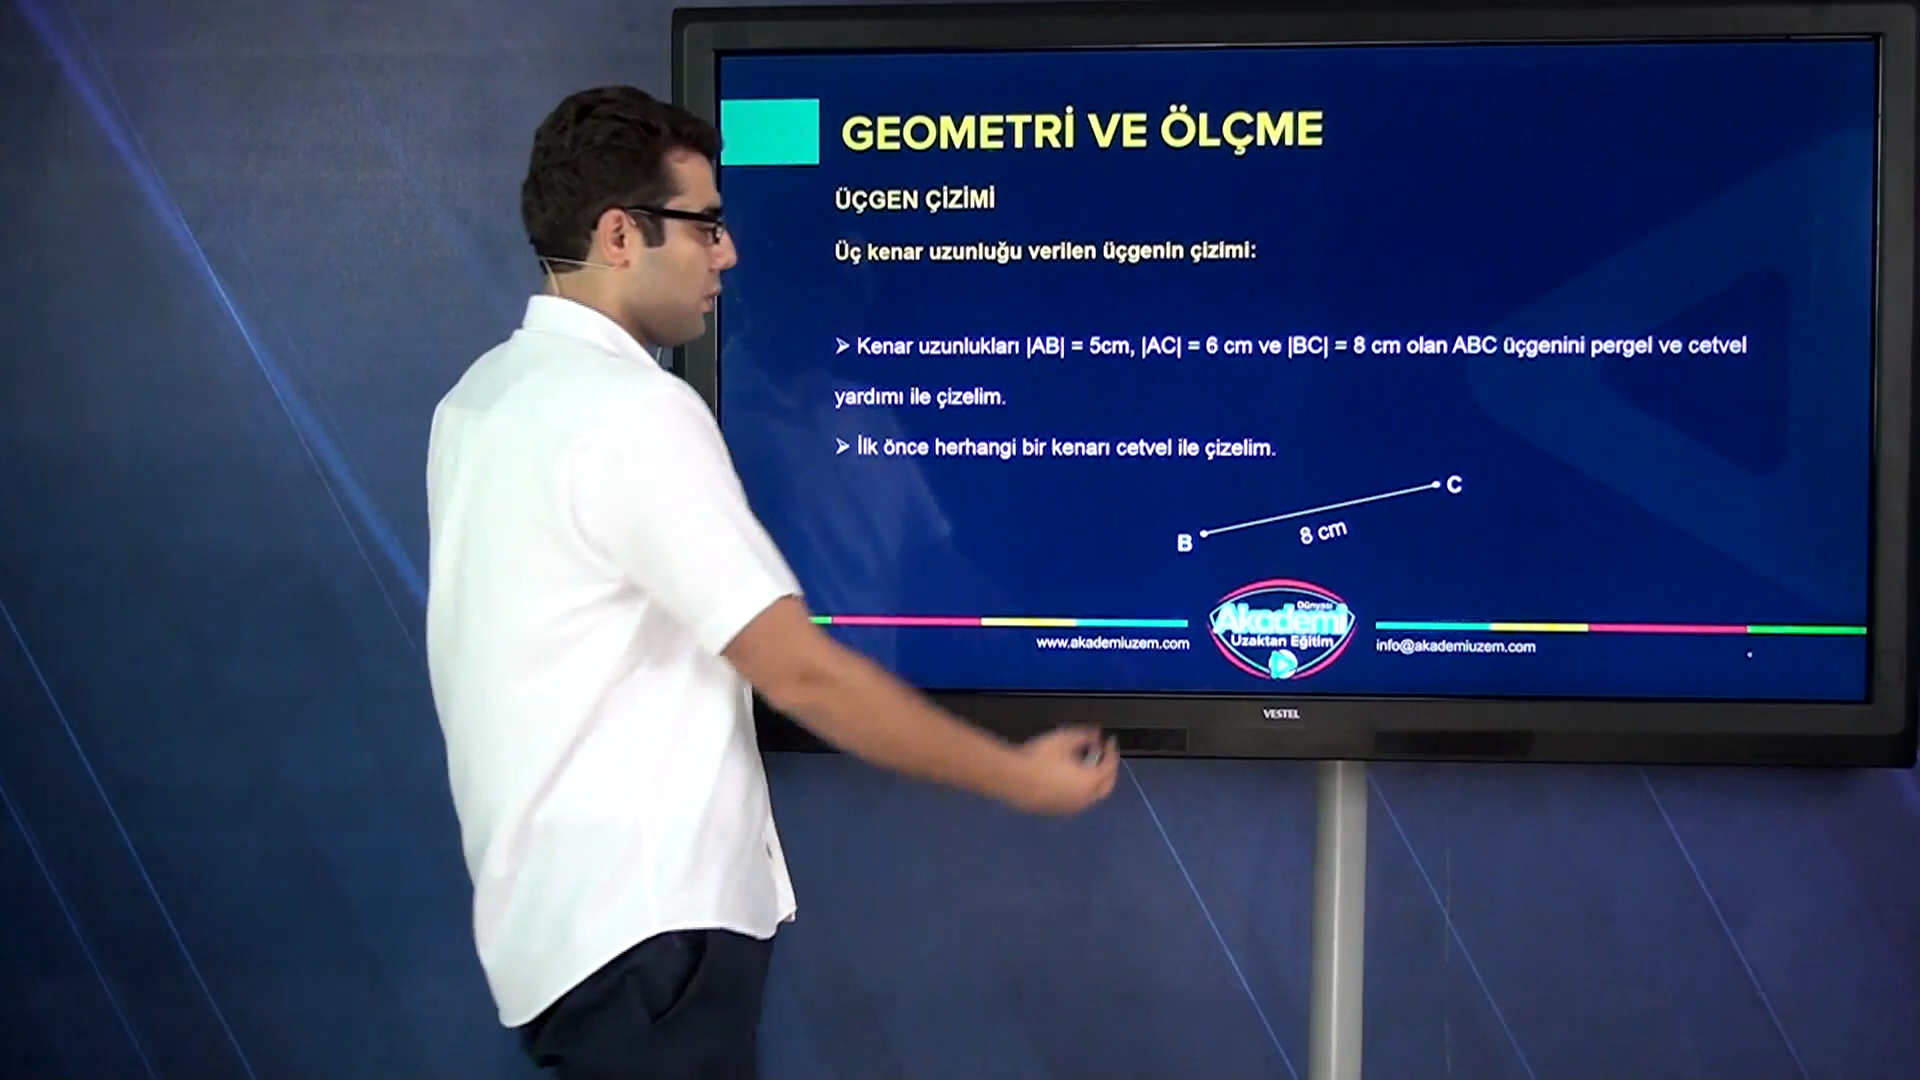 GEOMETRİ VE ÖLÇME
ÜÇGEN ÇİZİMİ
Üç kenar uzunluğu verilen üçgenin çizimi:
➢ Kenar uzunlukları |AB| = 5cm, |AC| = 6 cm ve |BC| = 8 cm olan ABC üçgenini pergel ve cetvel
yardımı ile çizelim.
➢ İlk önce herhangi bir kenarı cetvel ile çizelim.
C
B
8 cm
Dünyası
Akademi
Uzaktan Eğitim
www.akademiuzem.com
info@akademiuzem.com
VESTEL